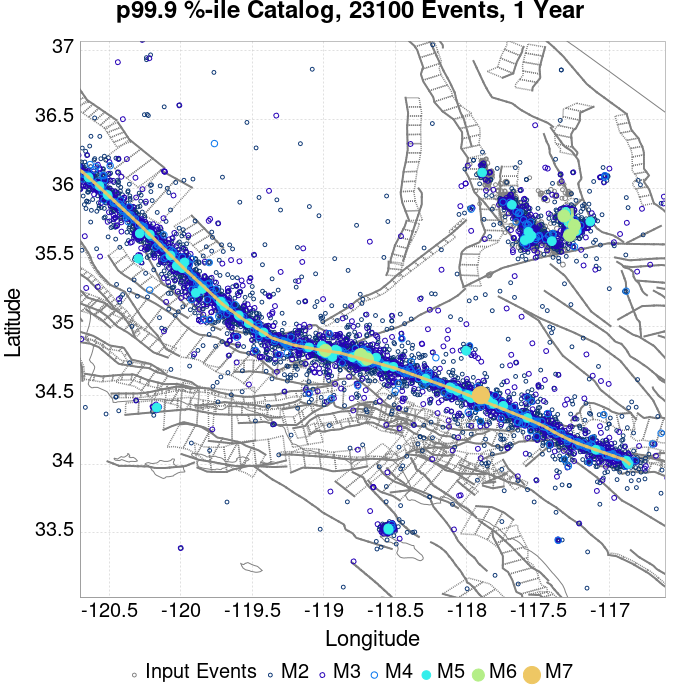 p99.9 %-ile Catalog, 23100 Events, 1 Year
37
36.5
36
35.5
35
34.5
34
33.5
Latitude
-120.5 -120 -119.5 -119 -118.5 -118 -117.5 -117
Longitude
Input Events M2 M3 M4 M5 M6 M7